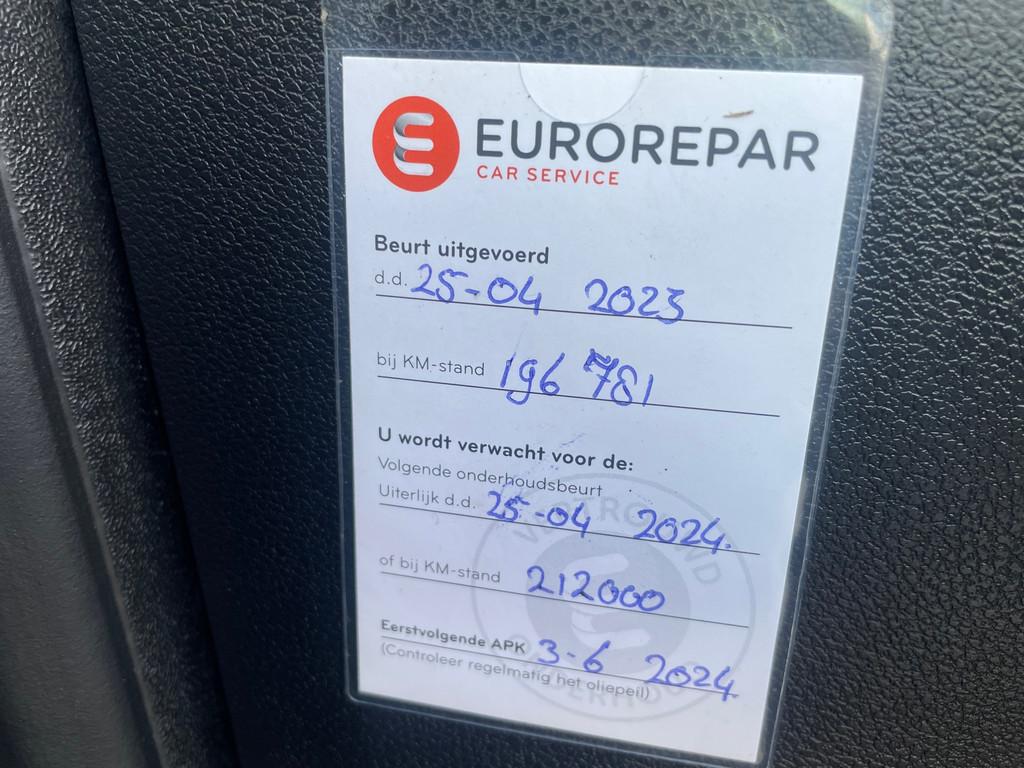 EUROREPAR
CAR SERVICE
Beurt uitgevoerd
d.d. 25-04 2023
bij KM-stand 196 781
U wordt verwacht voor de:
Volgende onderhoudsbeurt
Uiterlijk d.d. 25-04 2024.
of bij KM-stand 212000
Eerstvolgende APK 3-6 2024
(Controleer regelmatig het oliepeil)